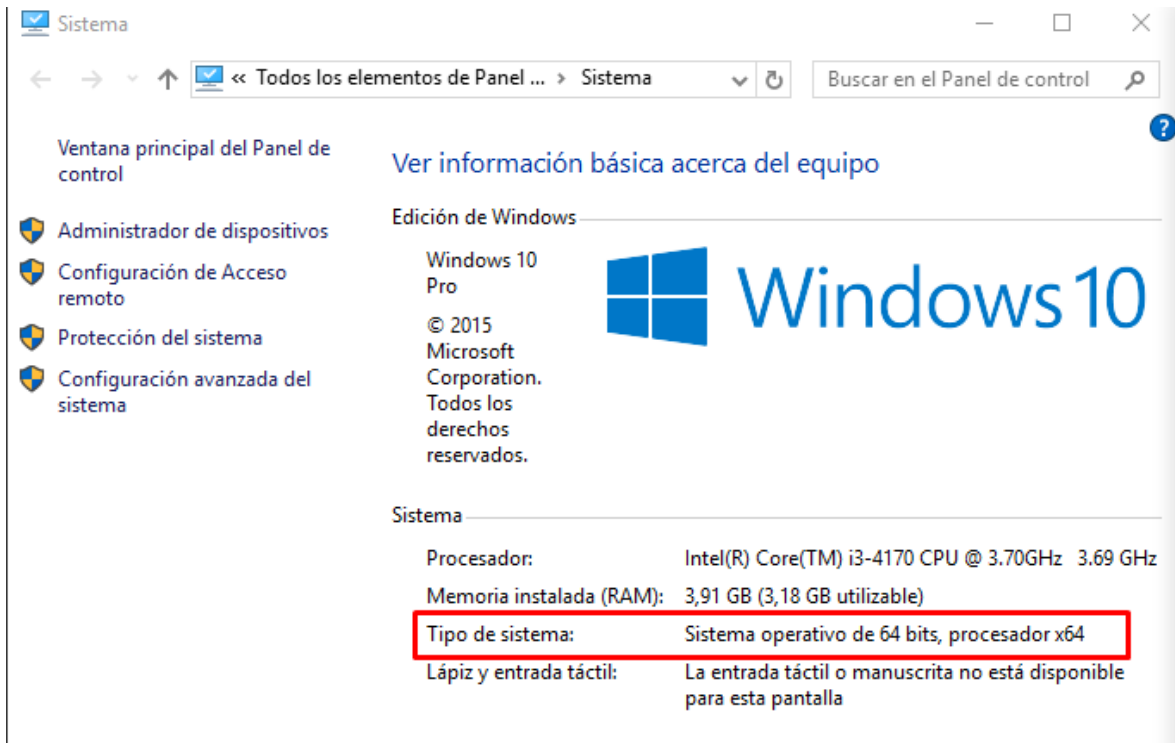 Sistema
« Todos los elementos de Panel ... › Sistema
Buscar en el Panel de control
?
Ventana principal del Panel de
control
Administrador de dispositivos
Configuración de Acceso
remoto
Protección del sistema
Configuración avanzada del
sistema
Ver información básica acerca del equipo
Edición de Windows
Windows 10
Pro
© 2015
Microsoft
Corporation.
Todos los
derechos
reservados.
Windows 10
Sistema
Procesador: Intel(R) Core(TM) i3-4170 CPU @ 3.70GHz 3.69 GHz
Memoria instalada (RAM): 3,91 GB (3,18 GB utilizable)
Tipo de sistema: Sistema operativo de 64 bits, procesador x64
Lápiz y entrada táctil: La entrada táctil o manuscrita no está disponible
para esta pantalla